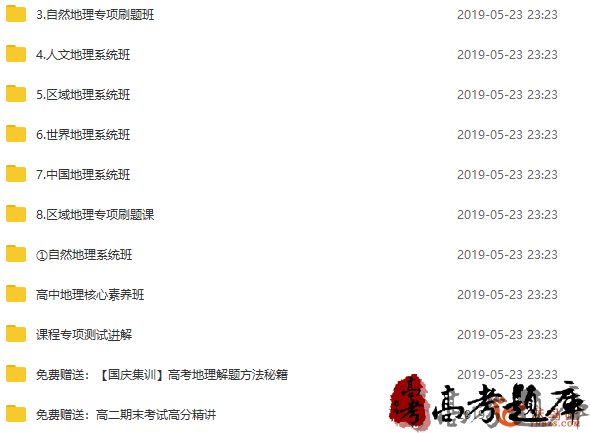 3.自然地理专项刷题班 2019-05-23 23:23
4.人文地理系统班 2019-05-23 23:23
5.区域地理系统班 2019-05-23 23:23
6.世界地理系统班 2019-05-23 23:23
7.中国地理系统班 2019-05-23 23:23
8.区域地理专项刷题课 2019-05-23 23:23
①自然地理系统班 2019-05-23 23:23
高中地理核心素养班 2019-05-23 23:23
课程专项测试讲解 2019-05-23 23:23
免费赠送：【国庆集训】高考地理解题方法秘籍 2019-05-23 23:23
免费赠送：高二期末考试高分精讲
高考 高考题库